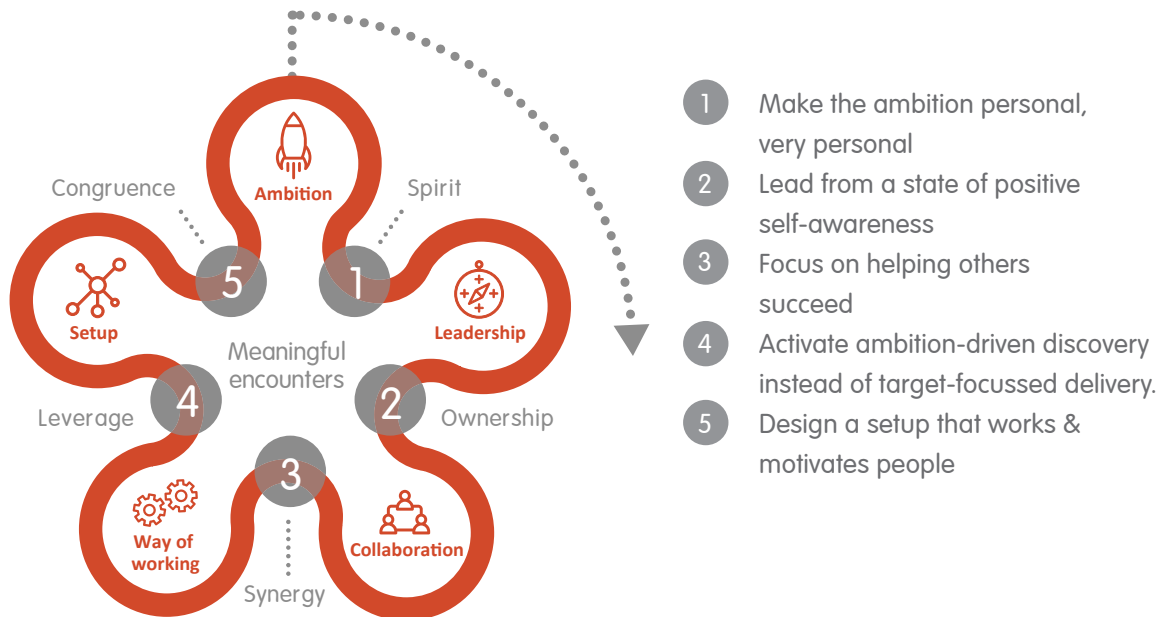 Ambition
Congruence
Spirit
5
1
Setup
Leadership
Meaningful
encounters
4
2
Leverage
Ownership
3
Way of
working
Collaboration
Synergy
1 Make the ambition personal,
very personal
2 Lead from a state of positive
self-awareness
3 Focus on helping others
succeed
4 Activate ambition-driven discovery
instead of target-focussed delivery.
5 Design a setup that works &
motivates people